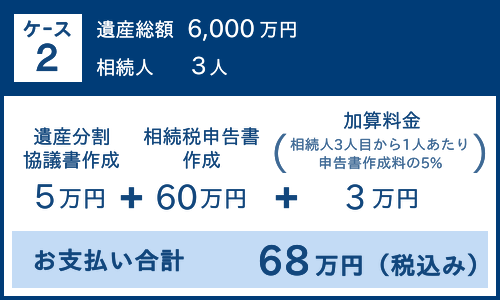 ケース
2
遺産総額 6,000万円
相続人 3人
遺産分割
協議書作成
5万円
+
相続税申告書
作成
60万円
+
加算料金
(相続人3人目から1人あたり
申告書作成料の5%)
3万円
お支払い合計 68万円(税込み)